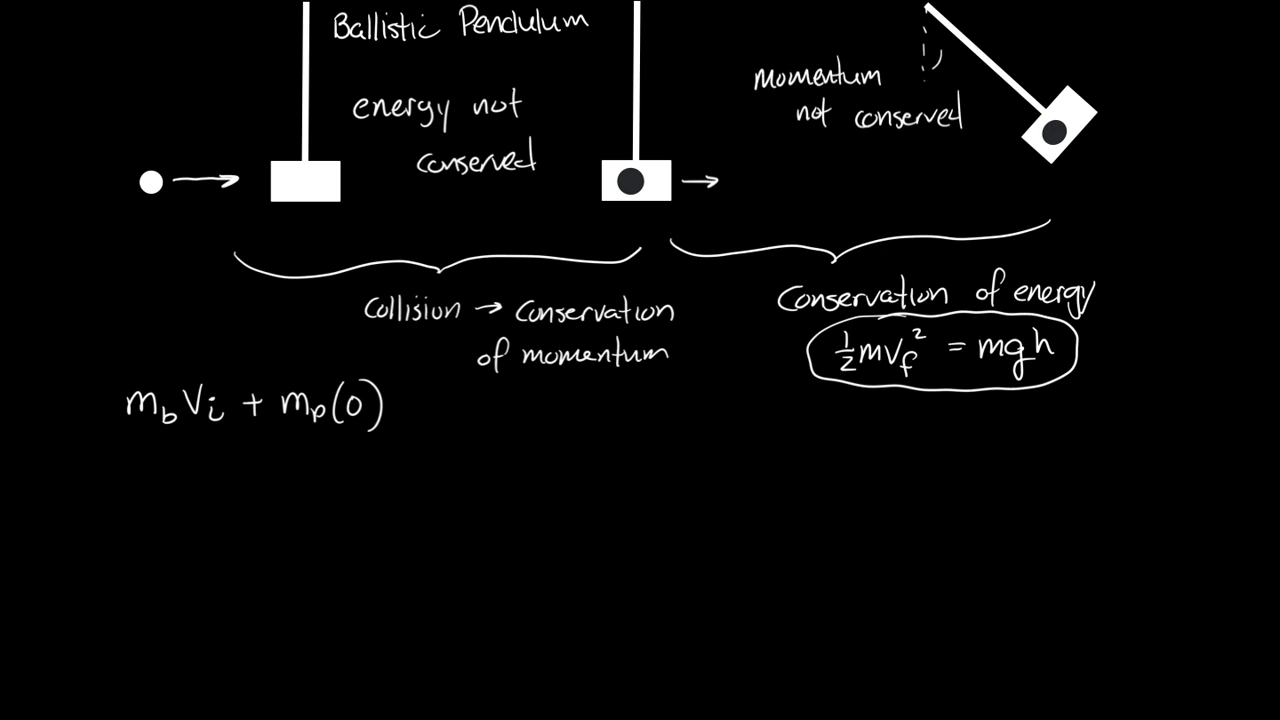 Ballistic Pendulum
energy not
conserved
momentum
not conserved
Collision → Conservation
of momentum
Conservation of energy
½mv_f² = mgh
m_b v_i + m_p(0)